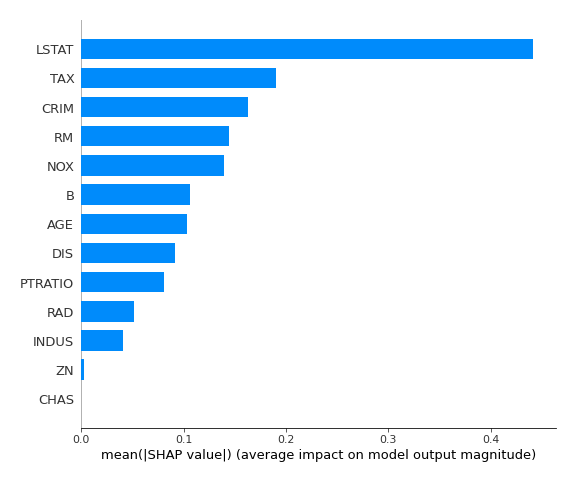 LSTAT
TAX
CRIM
RM
NOX
B
AGE
DIS
PTRATIO
RAD
INDUS
ZN
CHAS
0.0 0.1 0.2 0.3 0.4
mean(|SHAP value|) (average impact on model output magnitude)